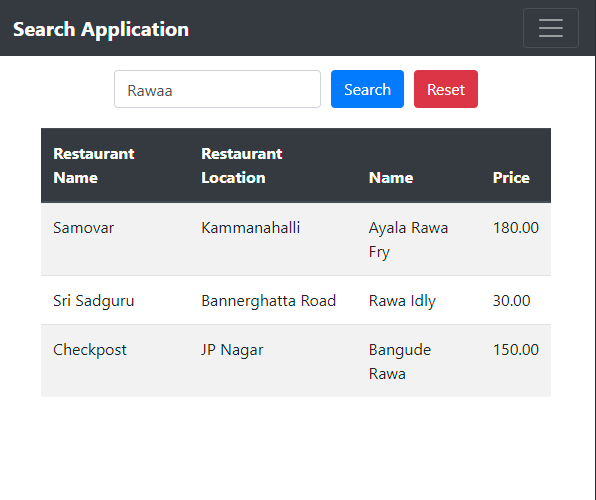 Search Application
Rawaa Search Reset
Restaurant Name Restaurant Location Name Price
Samovar Kammanahalli Ayala Rawa Fry 180.00
Sri Sadguru Bannerghatta Road Rawa Idly 30.00
Checkpost JP Nagar Bangude Rawa 150.00